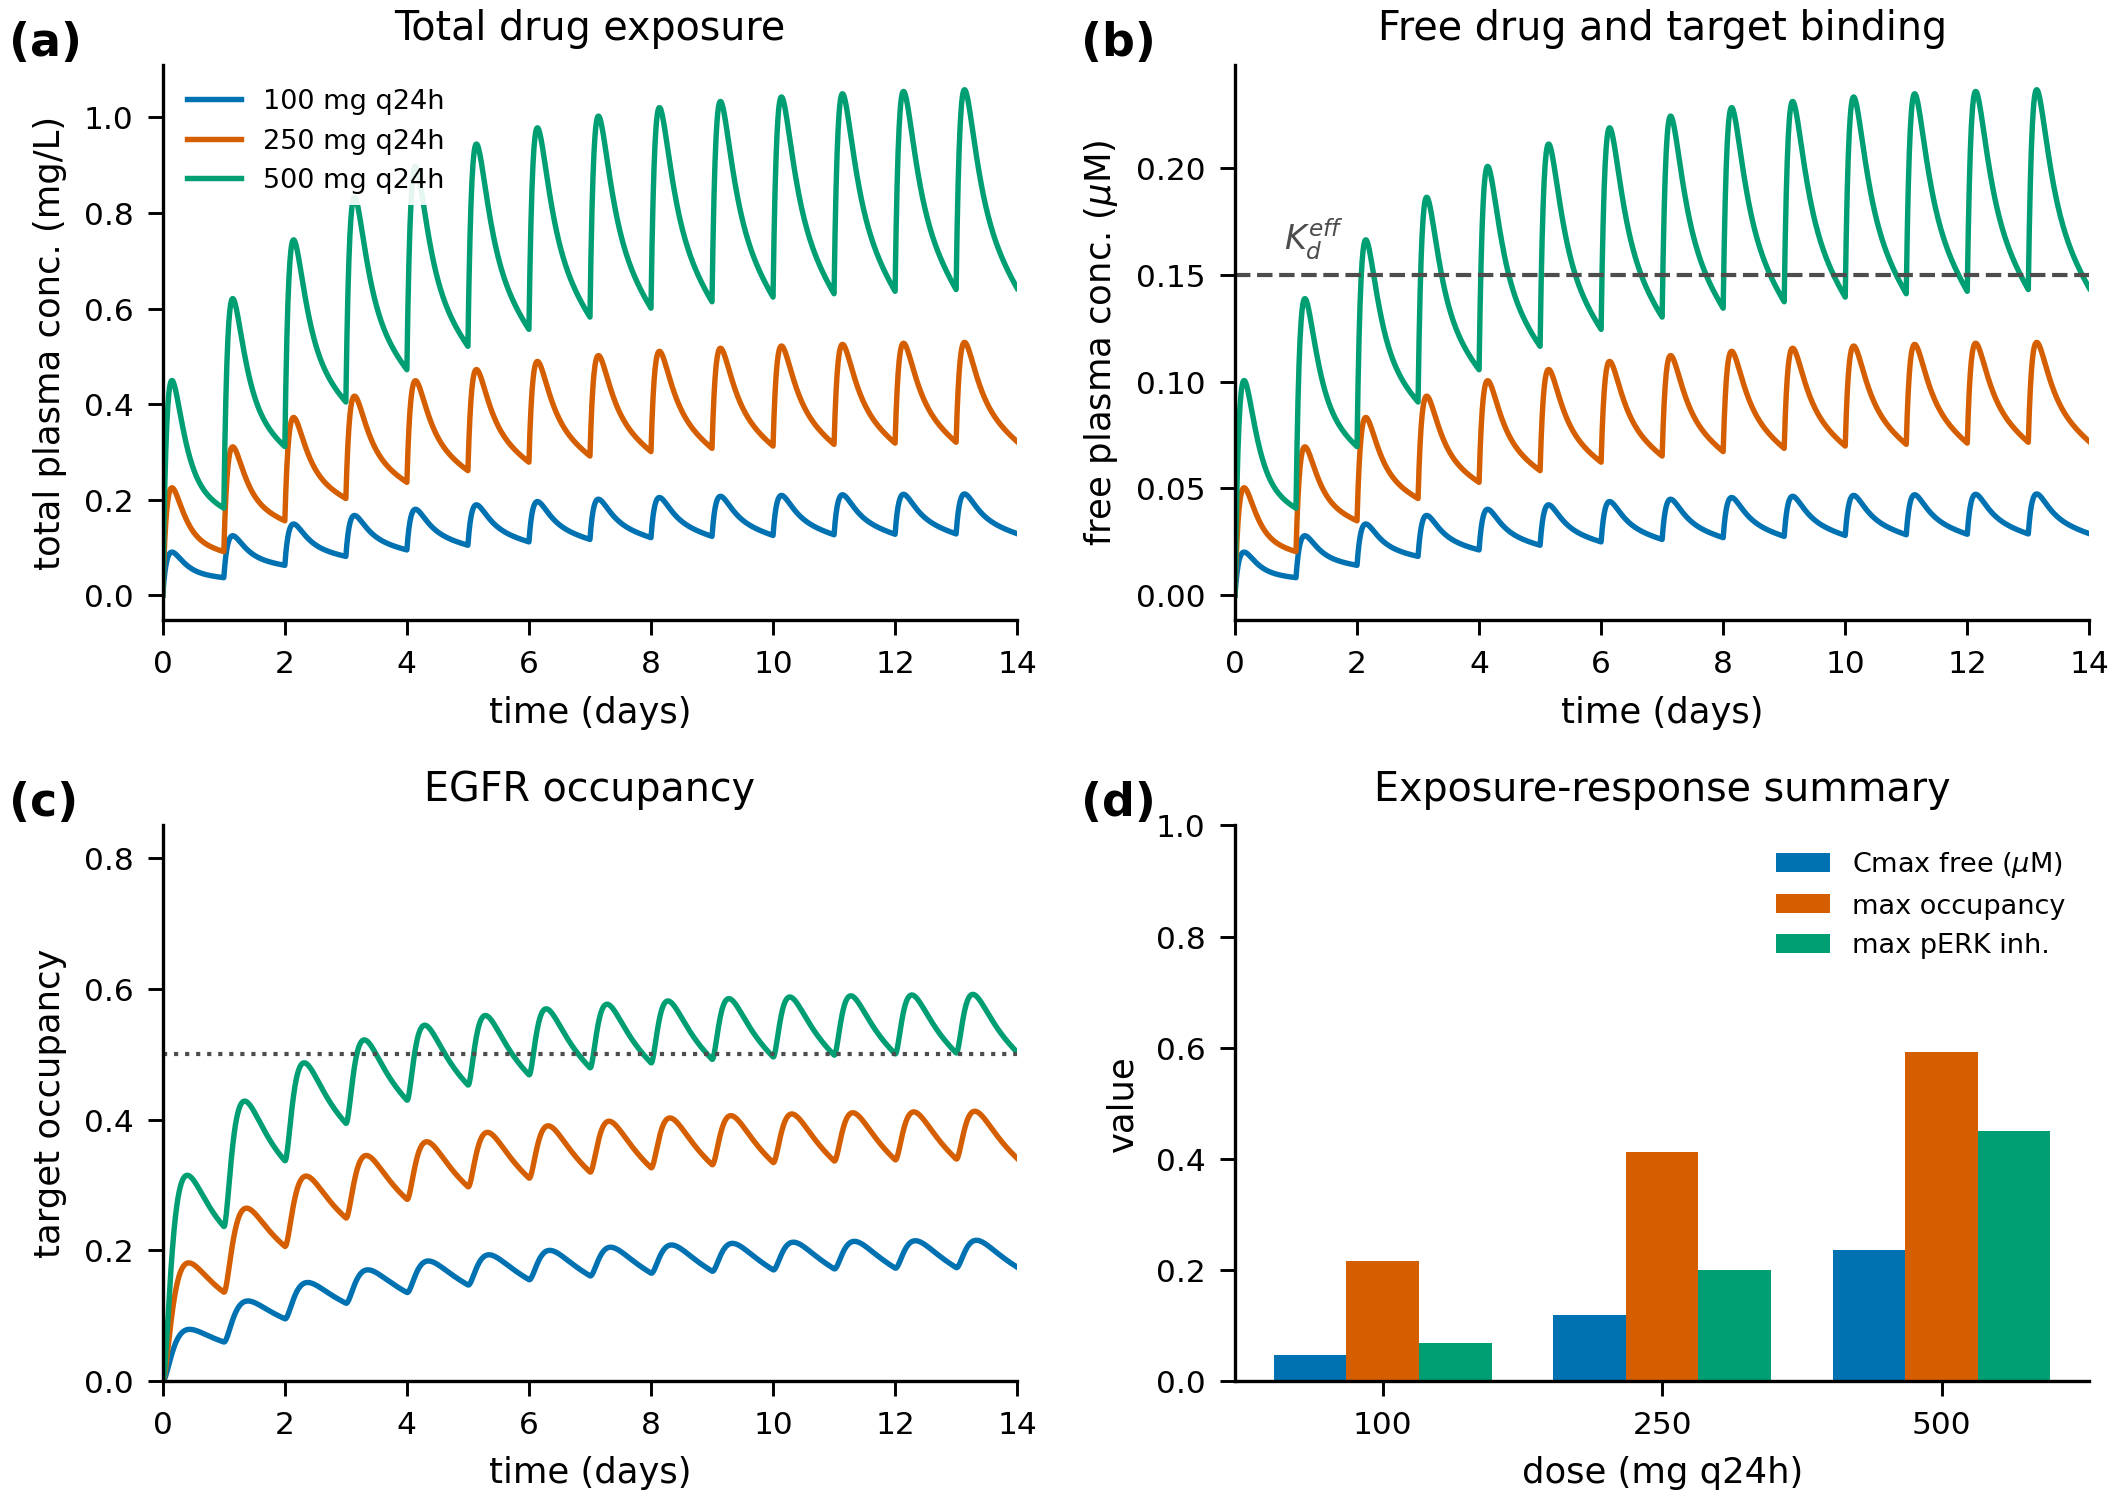 (a)
Total drug exposure
total plasma conc. (mg/L)
1.0
0.8
0.6
0.4
0.2
0.0
100 mg q24h
250 mg q24h
500 mg q24h
0 2 4 6 8 10 12 14
time (days)
(b)
Free drug and target binding
free plasma conc. (μM)
0.20
0.15
0.10
0.05
0.00
K_d^{eff}
0 2 4 6 8 10 12 14
time (days)
(c)
EGFR occupancy
target occupancy
0.8
0.6
0.4
0.2
0.0
0 2 4 6 8 10 12 14
time (days)
(d)
Exposure-response summary
value
1.0
0.8
0.6
0.4
0.2
0.0
Cmax free (μM)
max occupancy
max pERK inh.
100 250 500
dose (mg q24h)